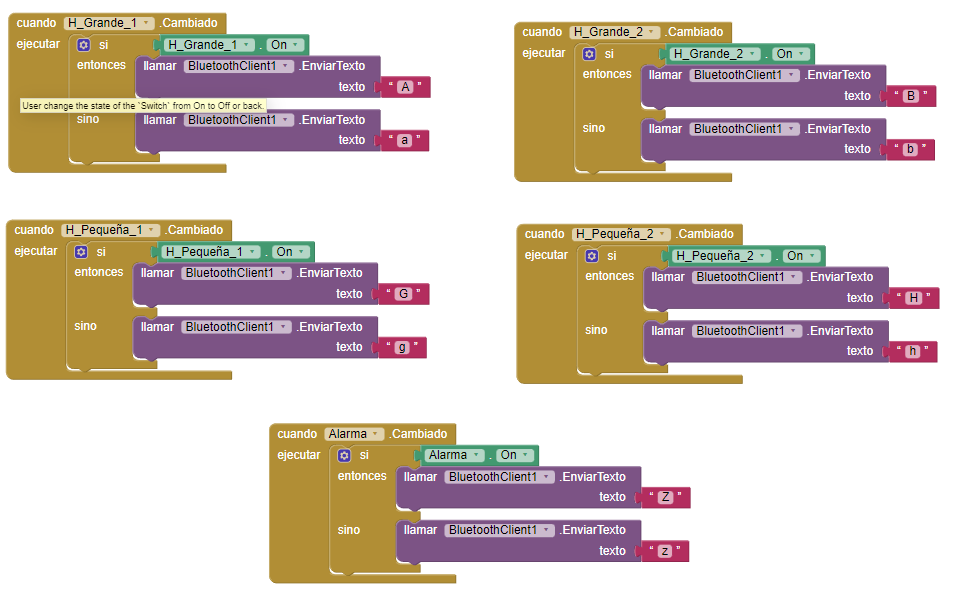 cuando H_Grande_1 .Cambiado
ejecutar si H_Grande_1 . On
entonces llamar BluetoothClient1 .EnviarTexto
texto " A "
User change the state of the `Switch` from On to Off or back.
sino llamar BluetoothClient1 .EnviarTexto
texto " a "
cuando H_Grande_2 .Cambiado
ejecutar si H_Grande_2 . On
entonces llamar BluetoothClient1 .EnviarTexto
texto " B "
sino llamar BluetoothClient1 .EnviarTexto
texto " b "
cuando H_Pequeña_1 .Cambiado
ejecutar si H_Pequeña_1 . On
entonces llamar BluetoothClient1 .EnviarTexto
texto " G "
sino llamar BluetoothClient1 .EnviarTexto
texto " g "
cuando H_Pequeña_2 .Cambiado
ejecutar si H_Pequeña_2 . On
entonces llamar BluetoothClient1 .EnviarTexto
texto " H "
sino llamar BluetoothClient1 .EnviarTexto
texto " h "
cuando Alarma .Cambiado
ejecutar si Alarma . On
entonces llamar BluetoothClient1 .EnviarTexto
texto " Z "
sino llamar BluetoothClient1 .EnviarTexto
texto " z "